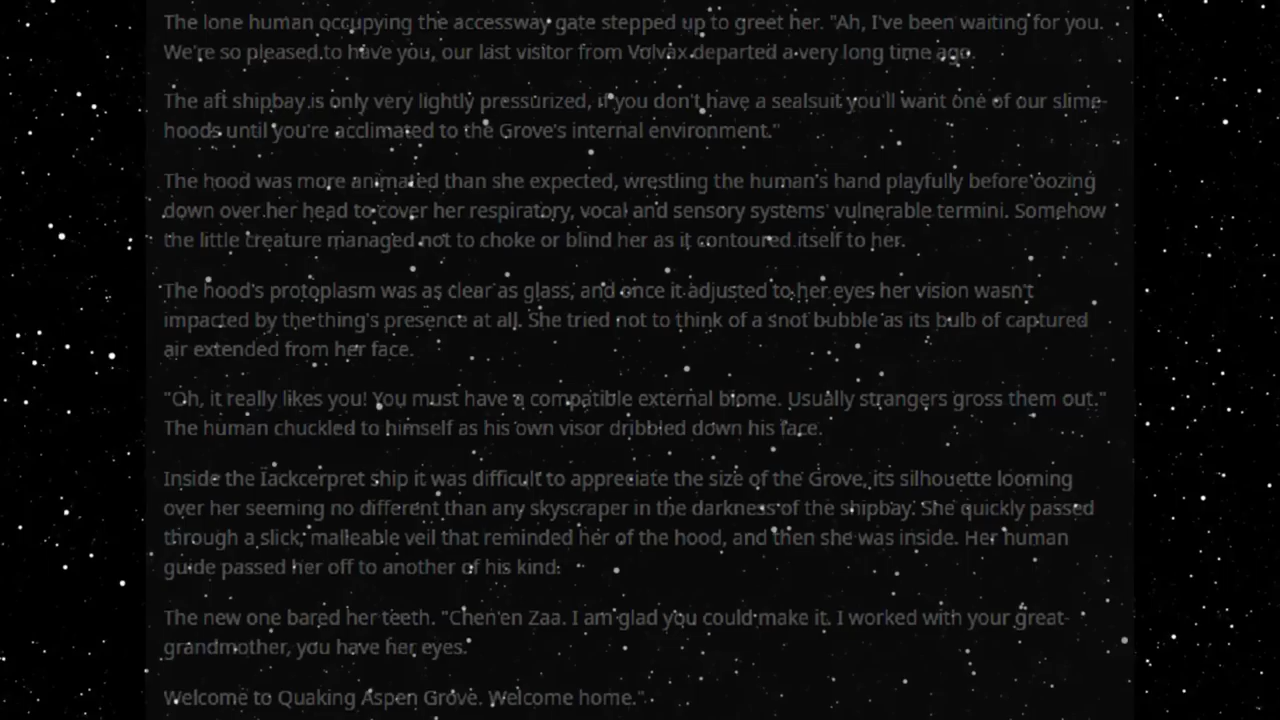 The lone human occupying the accessway gate stepped up to greet her. "Ah, I've been waiting for you.
We're so pleased to have you, our last visitor from Volvax departed a very long time ago.
The aft shipbay is only very lightly pressurized, if you don't have a sealsuit you'll want one of our slime-
hoods until you're acclimated to the Grove's internal environment."
The hood was more animated than she expected, wrestling the human's hand playfully before oozing
down over her head to cover her respiratory, vocal and sensory systems' vulnerable termini. Somehow
the little creature managed not to choke or blind her as it contoured itself to her.
The hood's protoplasm was as clear as glass, and once it adjusted to her eyes her vision wasn't
impacted by the thing's presence at all. She tried not to think of a snot bubble as its bulb of captured
air extended from her face.
"Oh, it really likes you! You must have a compatible external biome. Usually strangers gross them out."
The human chuckled to himself as his own visor dribbled down his face.
Inside the Iackcerpret ship it was difficult to appreciate the size of the Grove, its silhouette looming
over her seeming no different than any skyscraper in the darkness of the shipbay. She quickly passed
through a slick, malleable veil that reminded her of the hood, and then she was inside. Her human
guide passed her off to another of his kind.
The new one bared her teeth. "Chen'en Zaa. I am glad you could make it. I worked with your great-
grandmother, you have her eyes."
Welcome to Quaking Aspen Grove. Welcome home."